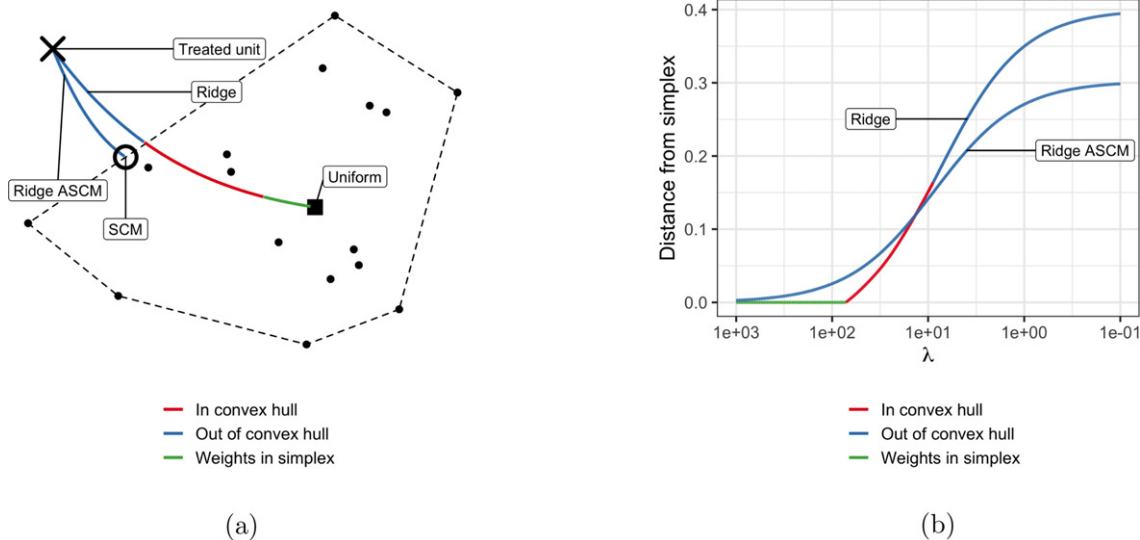 Treated unit
Ridge
Ridge ASCM
SCM
Uniform
In convex hull
Out of convex hull
Weights in simplex
(a)
Distance from simplex
0.4
0.3
0.2
0.1
0.0
Ridge
Ridge ASCM
1e+03 1e+02 1e+01 1e+00 1e-01
λ
In convex hull
Out of convex hull
Weights in simplex
(b)